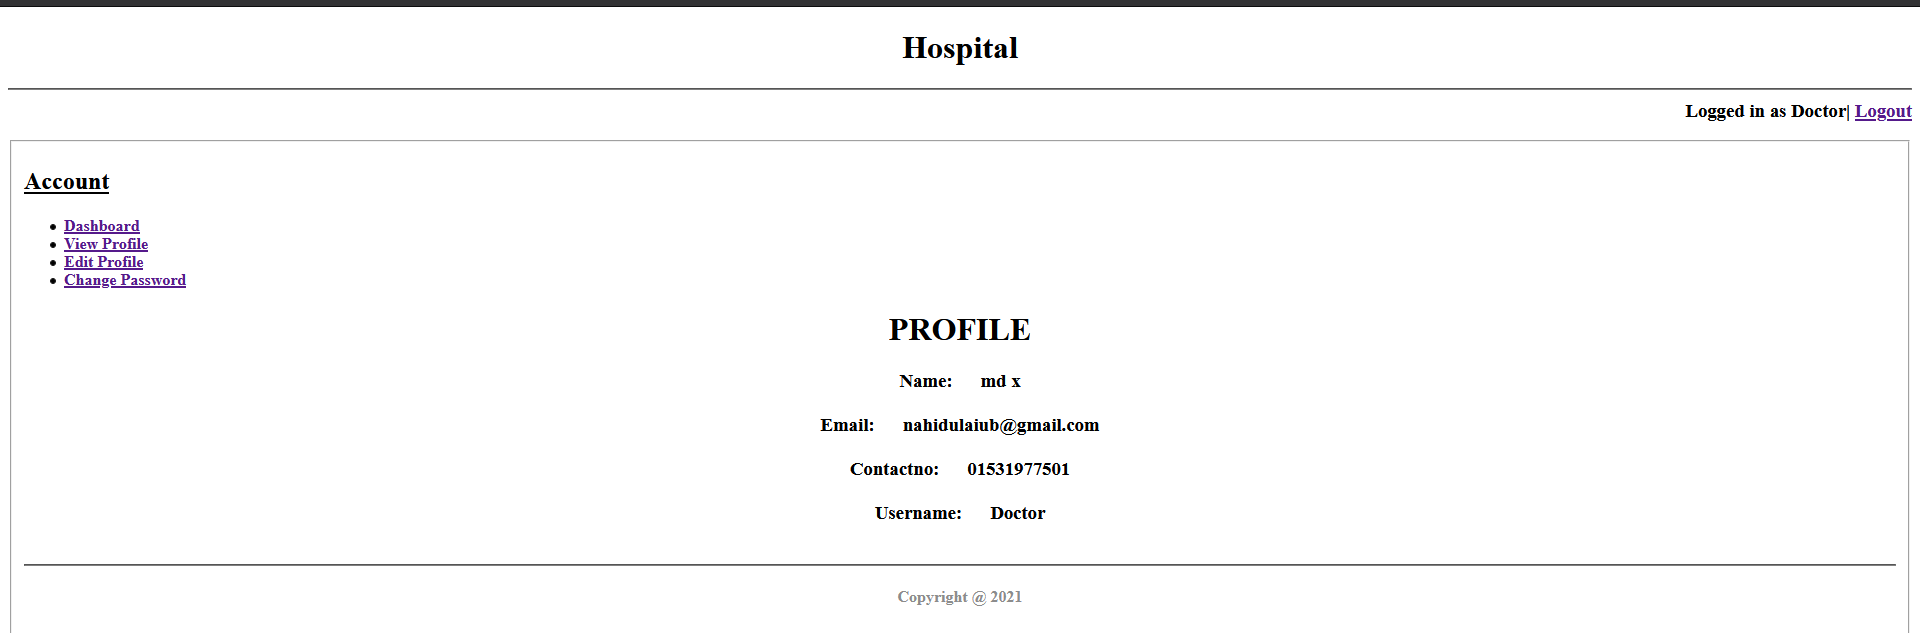 Hospital
Logged in as Doctor| Logout
Account
Dashboard
View Profile
Edit Profile
Change Password
PROFILE
Name: md x
Email: nahidulaiub@gmail.com
Contactno: 01531977501
Username: Doctor
Copyright @ 2021